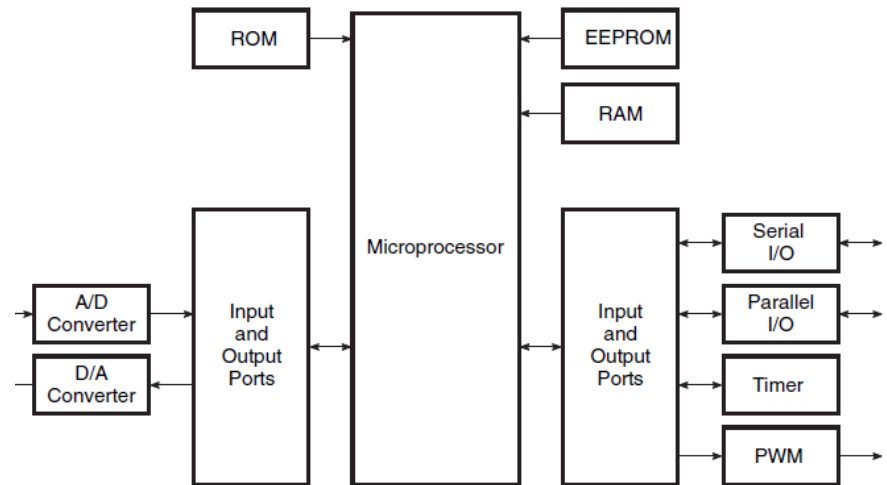 ROM
EEPROM
RAM
Microprocessor
Input
and
Output
Ports
A/D
Converter
D/A
Converter
Input
and
Output
Ports
Serial
I/O
Parallel
I/O
Timer
PWM